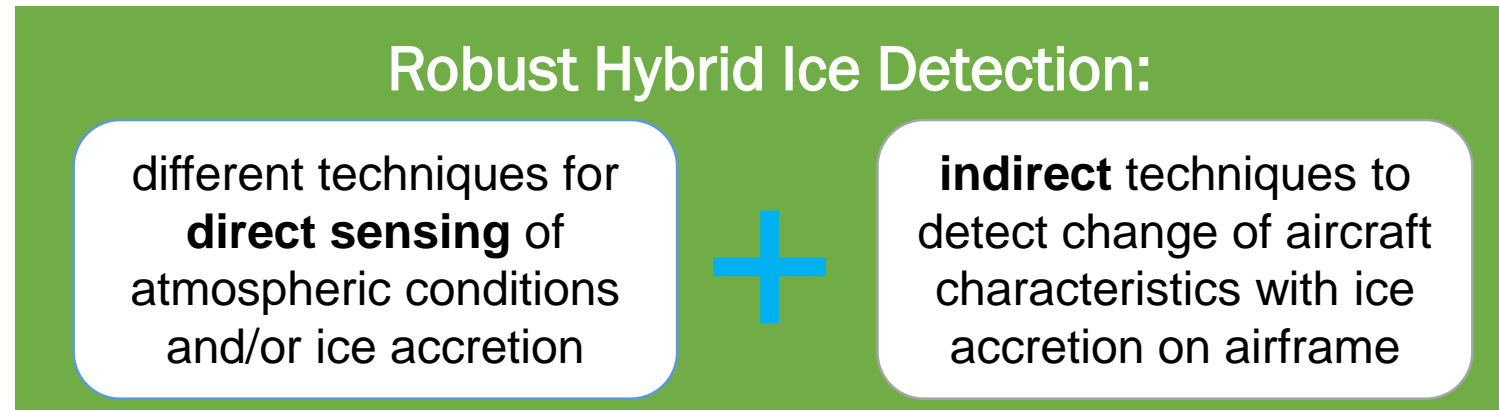 Robust Hybrid Ice Detection:
different techniques for
direct sensing of
atmospheric conditions
and/or ice accretion
+
indirect techniques to
detect change of aircraft
characteristics with ice
accretion on airframe